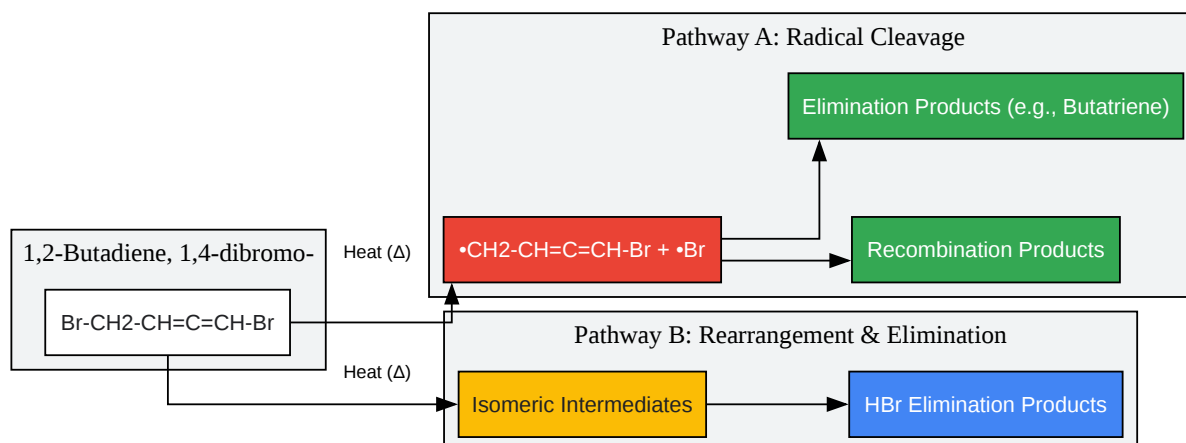 Pathway A: Radical Cleavage
Elimination Products (e.g., Butatriene)
1,2-Butadiene, 1,4-dibromo-
Heat (Δ)
•CH2-CH=C=CH-Br + •Br
Recombination Products
Br-CH2-CH=C=CH-Br
Pathway B: Rearrangement & Elimination
Heat (Δ)
Isomeric Intermediates
HBr Elimination Products